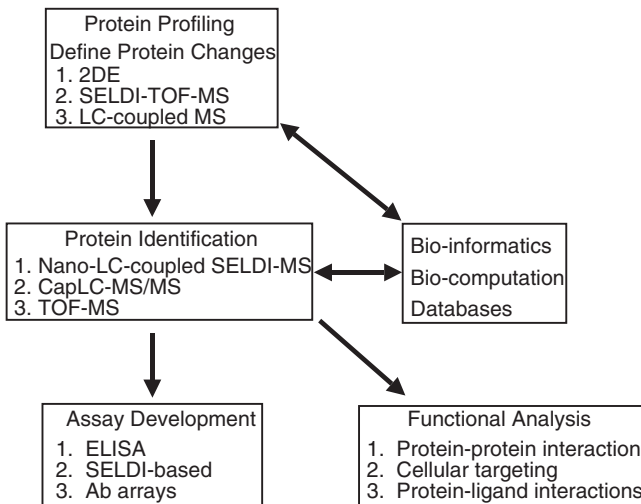 Protein Profiling
Define Protein Changes
1. 2DE
2. SELDI-TOF-MS
3. LC-coupled MS
Protein Identification
1. Nano-LC-coupled SELDI-MS
2. CapLC-MS/MS
3. TOF-MS
Bio-informatics
Bio-computation
Databases
Assay Development
1. ELISA
2. SELDI-based
3. Ab arrays
Functional Analysis
1. Protein-protein interaction
2. Cellular targeting
3. Protein-ligand interactions